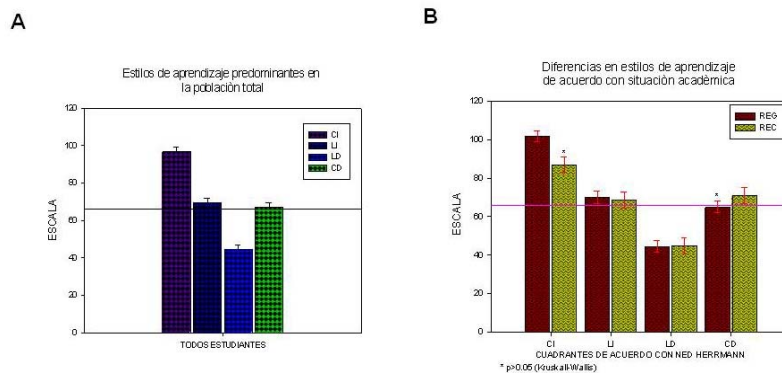 A
Estilos de aprendizaje predominantes en
la población total
120
100
80
60
40
20
0
ESCALA
CI
LI
LD
CD
TODOS ESTUDIANTES
B
Diferencias en estilos de aprendizaje
de acuerdo con situaciòn acadèmica
120
100
80
60
40
20
0
ESCALA
REG
REC
*
*
CI LI LD CD
CUADRANTES DE ACUERDO CON NED HERRMANN
* p>0.05 (Kruskall-Wallis)